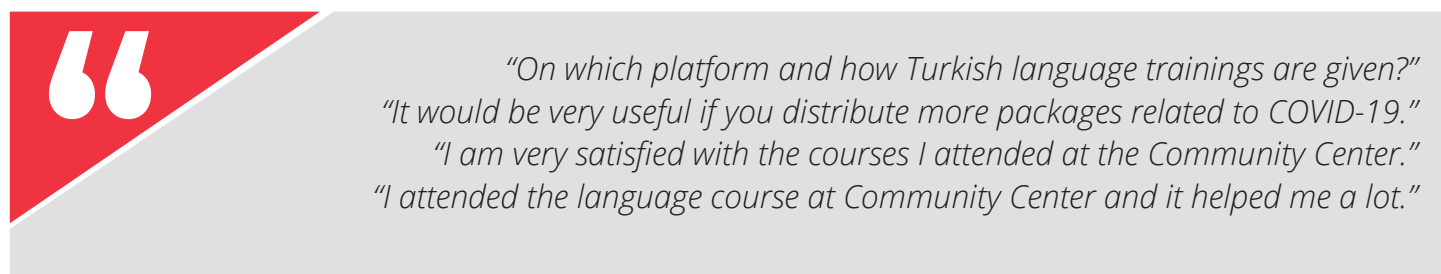 “On which platform and how Turkish language trainings are given?”
“It would be very useful if you distribute more packages related to COVID-19.”
“I am very satisfied with the courses I attended at the Community Center.”
“I attended the language course at Community Center and it helped me a lot.”